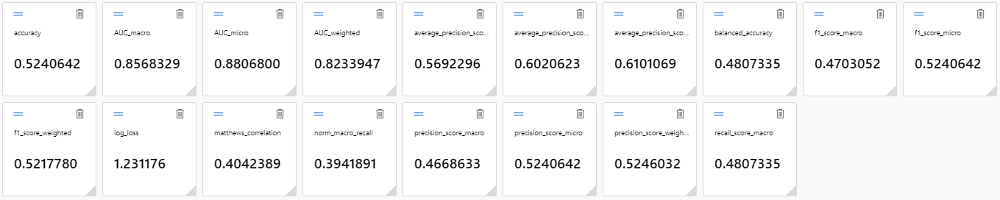 accuracy
0.5240642
AUC_macro
0.8568329
AUC_micro
0.8806800
AUC_weighted
0.8233947
average_precision_sco...
0.5692296
average_precision_sco...
0.6020623
average_precision_sco...
0.6101069
balanced_accuracy
0.4807335
f1_score_macro
0.4703052
f1_score_micro
0.5240642
f1_score_weighted
0.5217780
log_loss
1.231176
matthews_correlation
0.4042389
norm_macro_recall
0.3941891
precision_score_macro
0.4668633
precision_score_micro
0.5240642
precision_score_weigh...
0.5246032
recall_score_macro
0.4807335